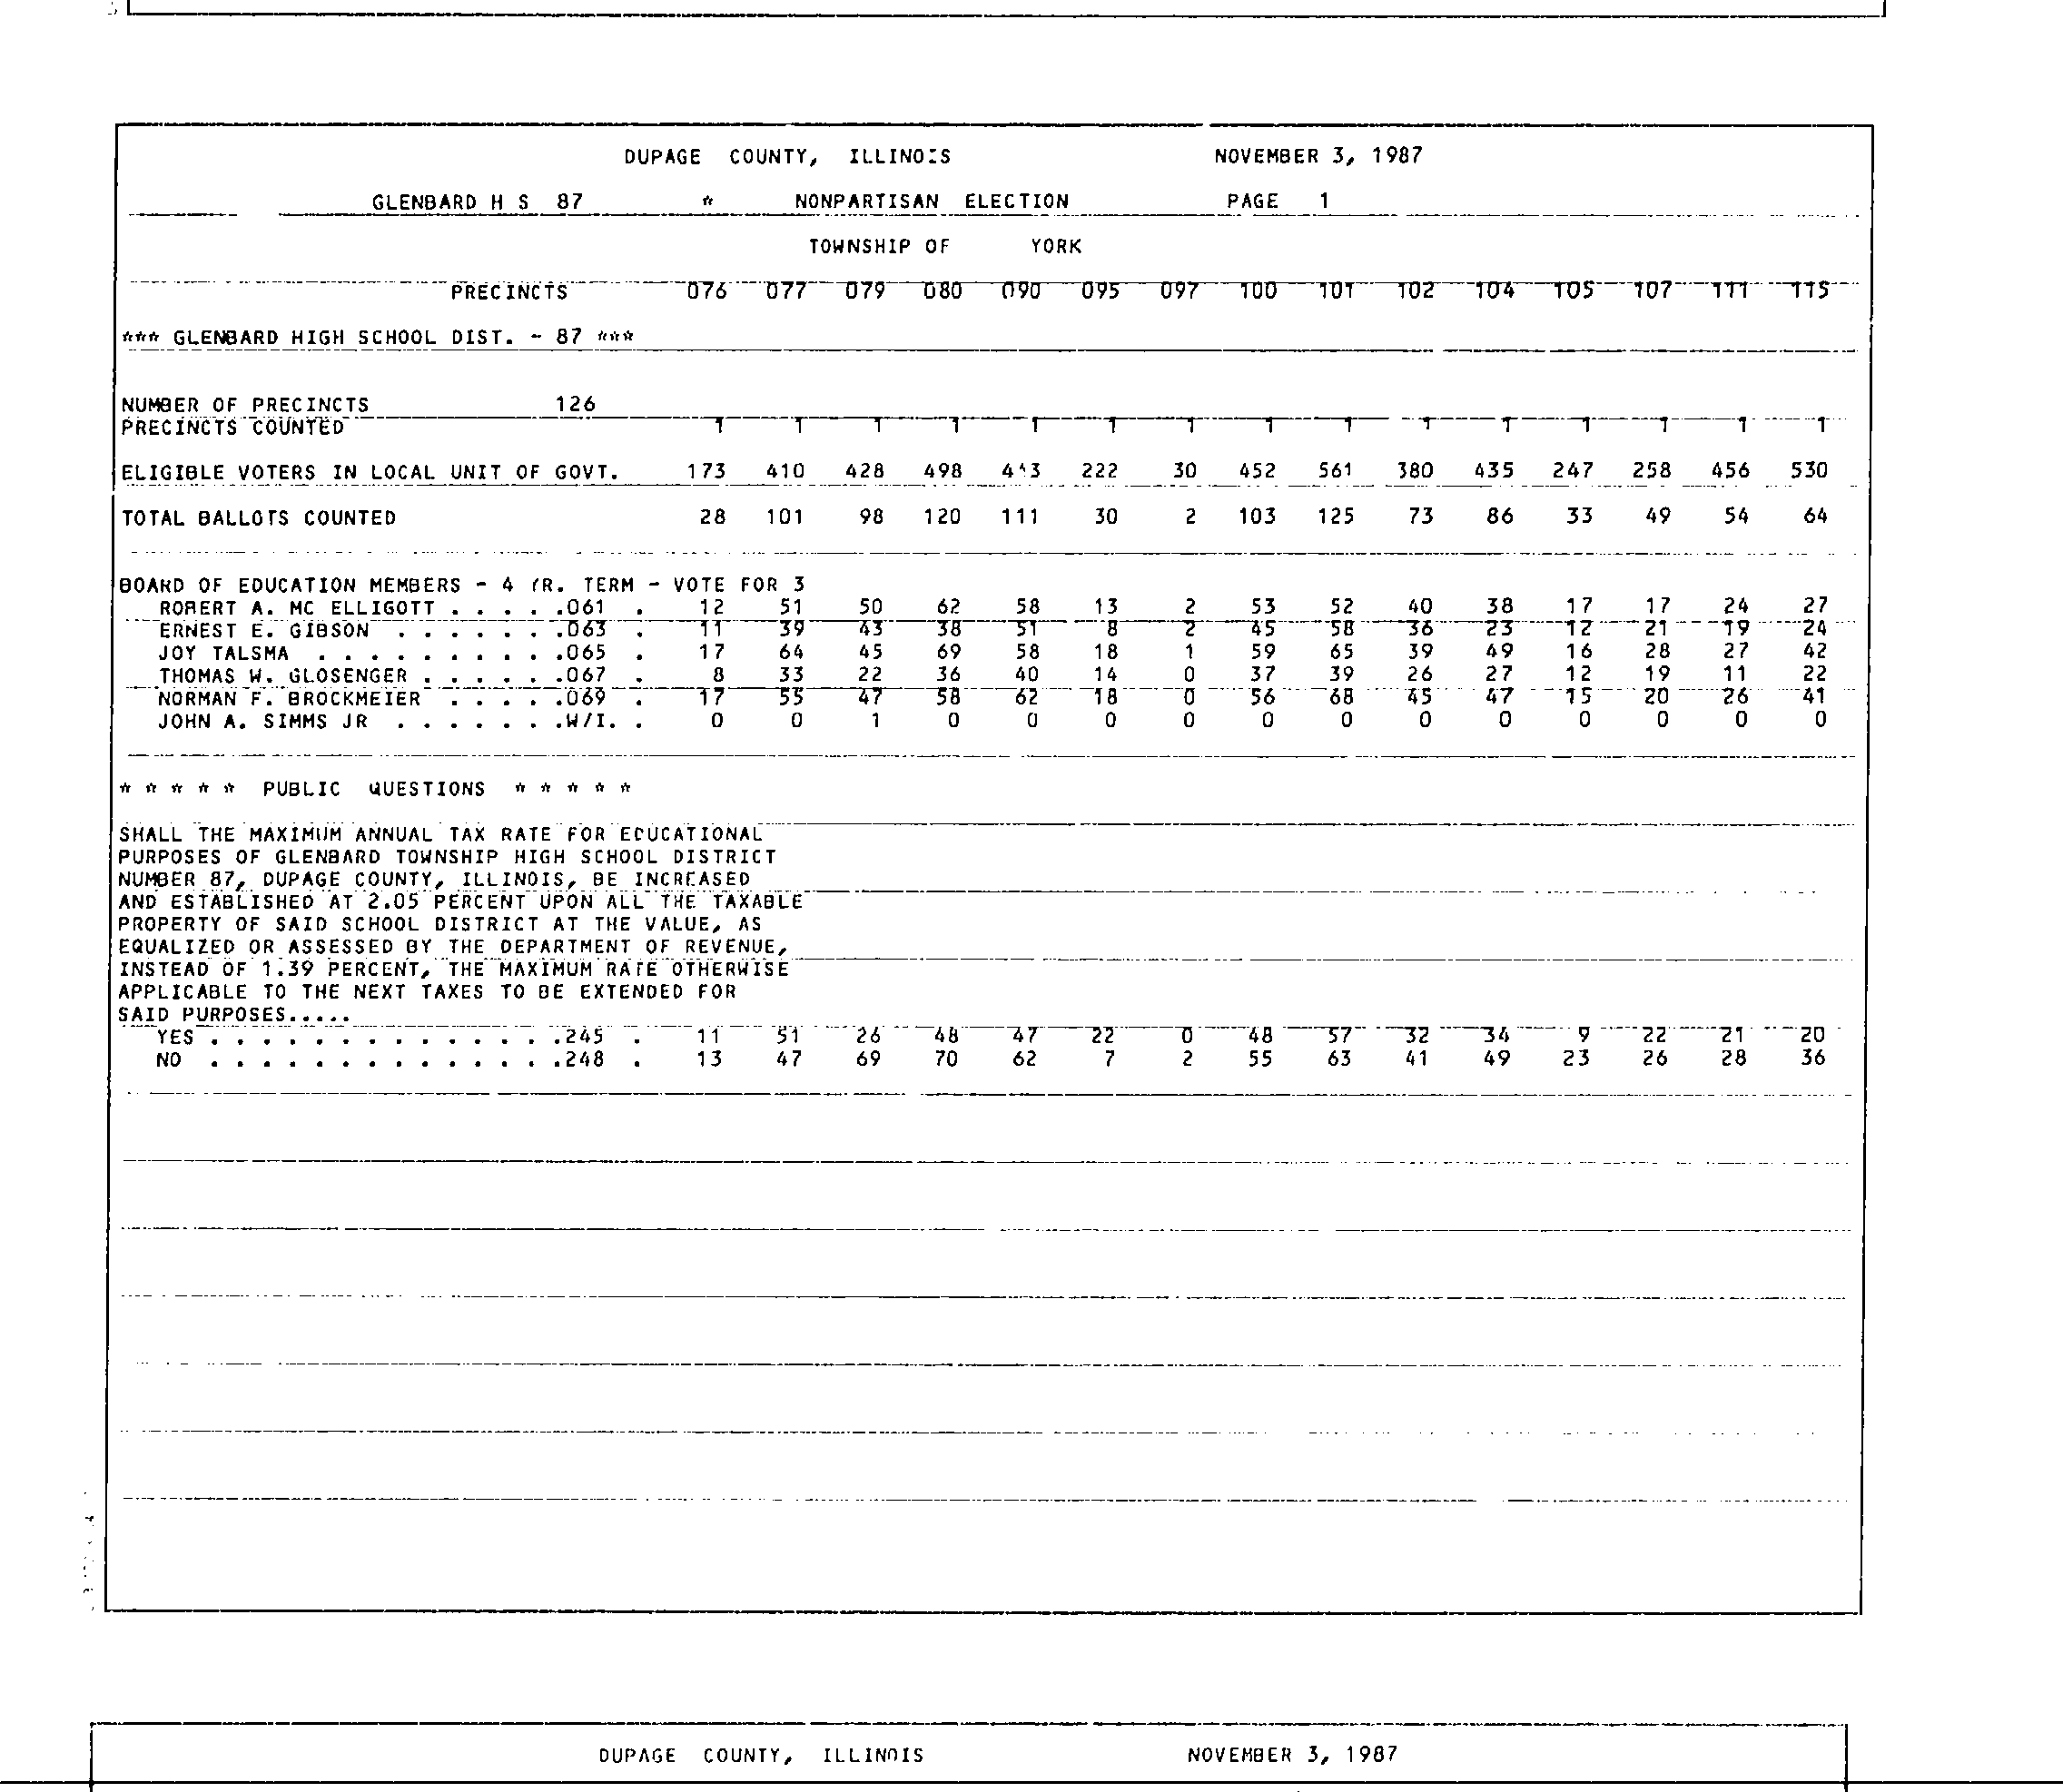 DUPAGE COUNTY, ILLINOIS NOVEMBER 3, 1987
GLENBARD H S 87 * NONPARTISAN ELECTION PAGE 1
TOWNSHIP OF YORK
PRECINCTS 076 077 079 080 090 095 097 100 101 102 104 105 107 111 115
*** GLENBARD HIGH SCHOOL DIST. - 87 ***
NUMBER OF PRECINCTS 126
PRECINCTS COUNTED 1 1 1 1 1 1 1 1 1 1 1 1 1 1 1
ELIGIBLE VOTERS IN LOCAL UNIT OF GOVT. 173 410 428 498 222 30 452 561 380 435 247 258 456 530
TOTAL BALLOTS COUNTED 28 101 98 120 111 30 2 103 125 73 86 33 49 54 64
BOARD OF EDUCATION MEMBERS - 4 YR. TERM - VOTE FOR 3
ROBERT A. MC ELLIGOTT . . . . .061 . 12 51 50 62 58 13 2 53 52 40 38 17 17 24 27
ERNEST E. GIBSON . . . . . . .063 . 11 39 43 38 51 8 2 45 58 36 23 12 21 19 24
JOY TALSMA . . . . . . . . . .065 . 17 64 45 69 58 18 1 59 65 39 49 16 28 27 42
THOMAS W. GLOSENGER . . . . . .067 . 8 33 22 36 40 14 0 37 39 26 27 12 19 11 22
NORMAN F. BROCKMEIER . . . . .069 . 17 55 47 58 62 18 0 56 68 45 47 15 20 26 41
JOHN A. SIMMS JR . . . . . . .W/I. . 0 0 1 0 0 0 0 0 0 0 0 0 0 0 0
* * * * * PUBLIC QUESTIONS * * * * *
SHALL THE MAXIMUM ANNUAL TAX RATE FOR EDUCATIONAL
PURPOSES OF GLENBARD TOWNSHIP HIGH SCHOOL DISTRICT
NUMBER 87, DUPAGE COUNTY, ILLINOIS, BE INCREASED
AND ESTABLISHED AT 2.05 PERCENT UPON ALL THE TAXABLE
PROPERTY OF SAID SCHOOL DISTRICT AT THE VALUE, AS
EQUALIZED OR ASSESSED BY THE DEPARTMENT OF REVENUE,
INSTEAD OF 1.39 PERCENT, THE MAXIMUM RATE OTHERWISE
APPLICABLE TO THE NEXT TAXES TO BE EXTENDED FOR
SAID PURPOSES.....
YES . . . . . . . . . . . . . .245 . 11 51 26 48 47 22 0 48 57 32 34 9 22 21 20
NO . . . . . . . . . . . . . .248 . 13 47 69 70 62 7 2 55 63 41 49 23 26 28 36
DUPAGE COUNTY, ILLINOIS NOVEMBER 3, 1987